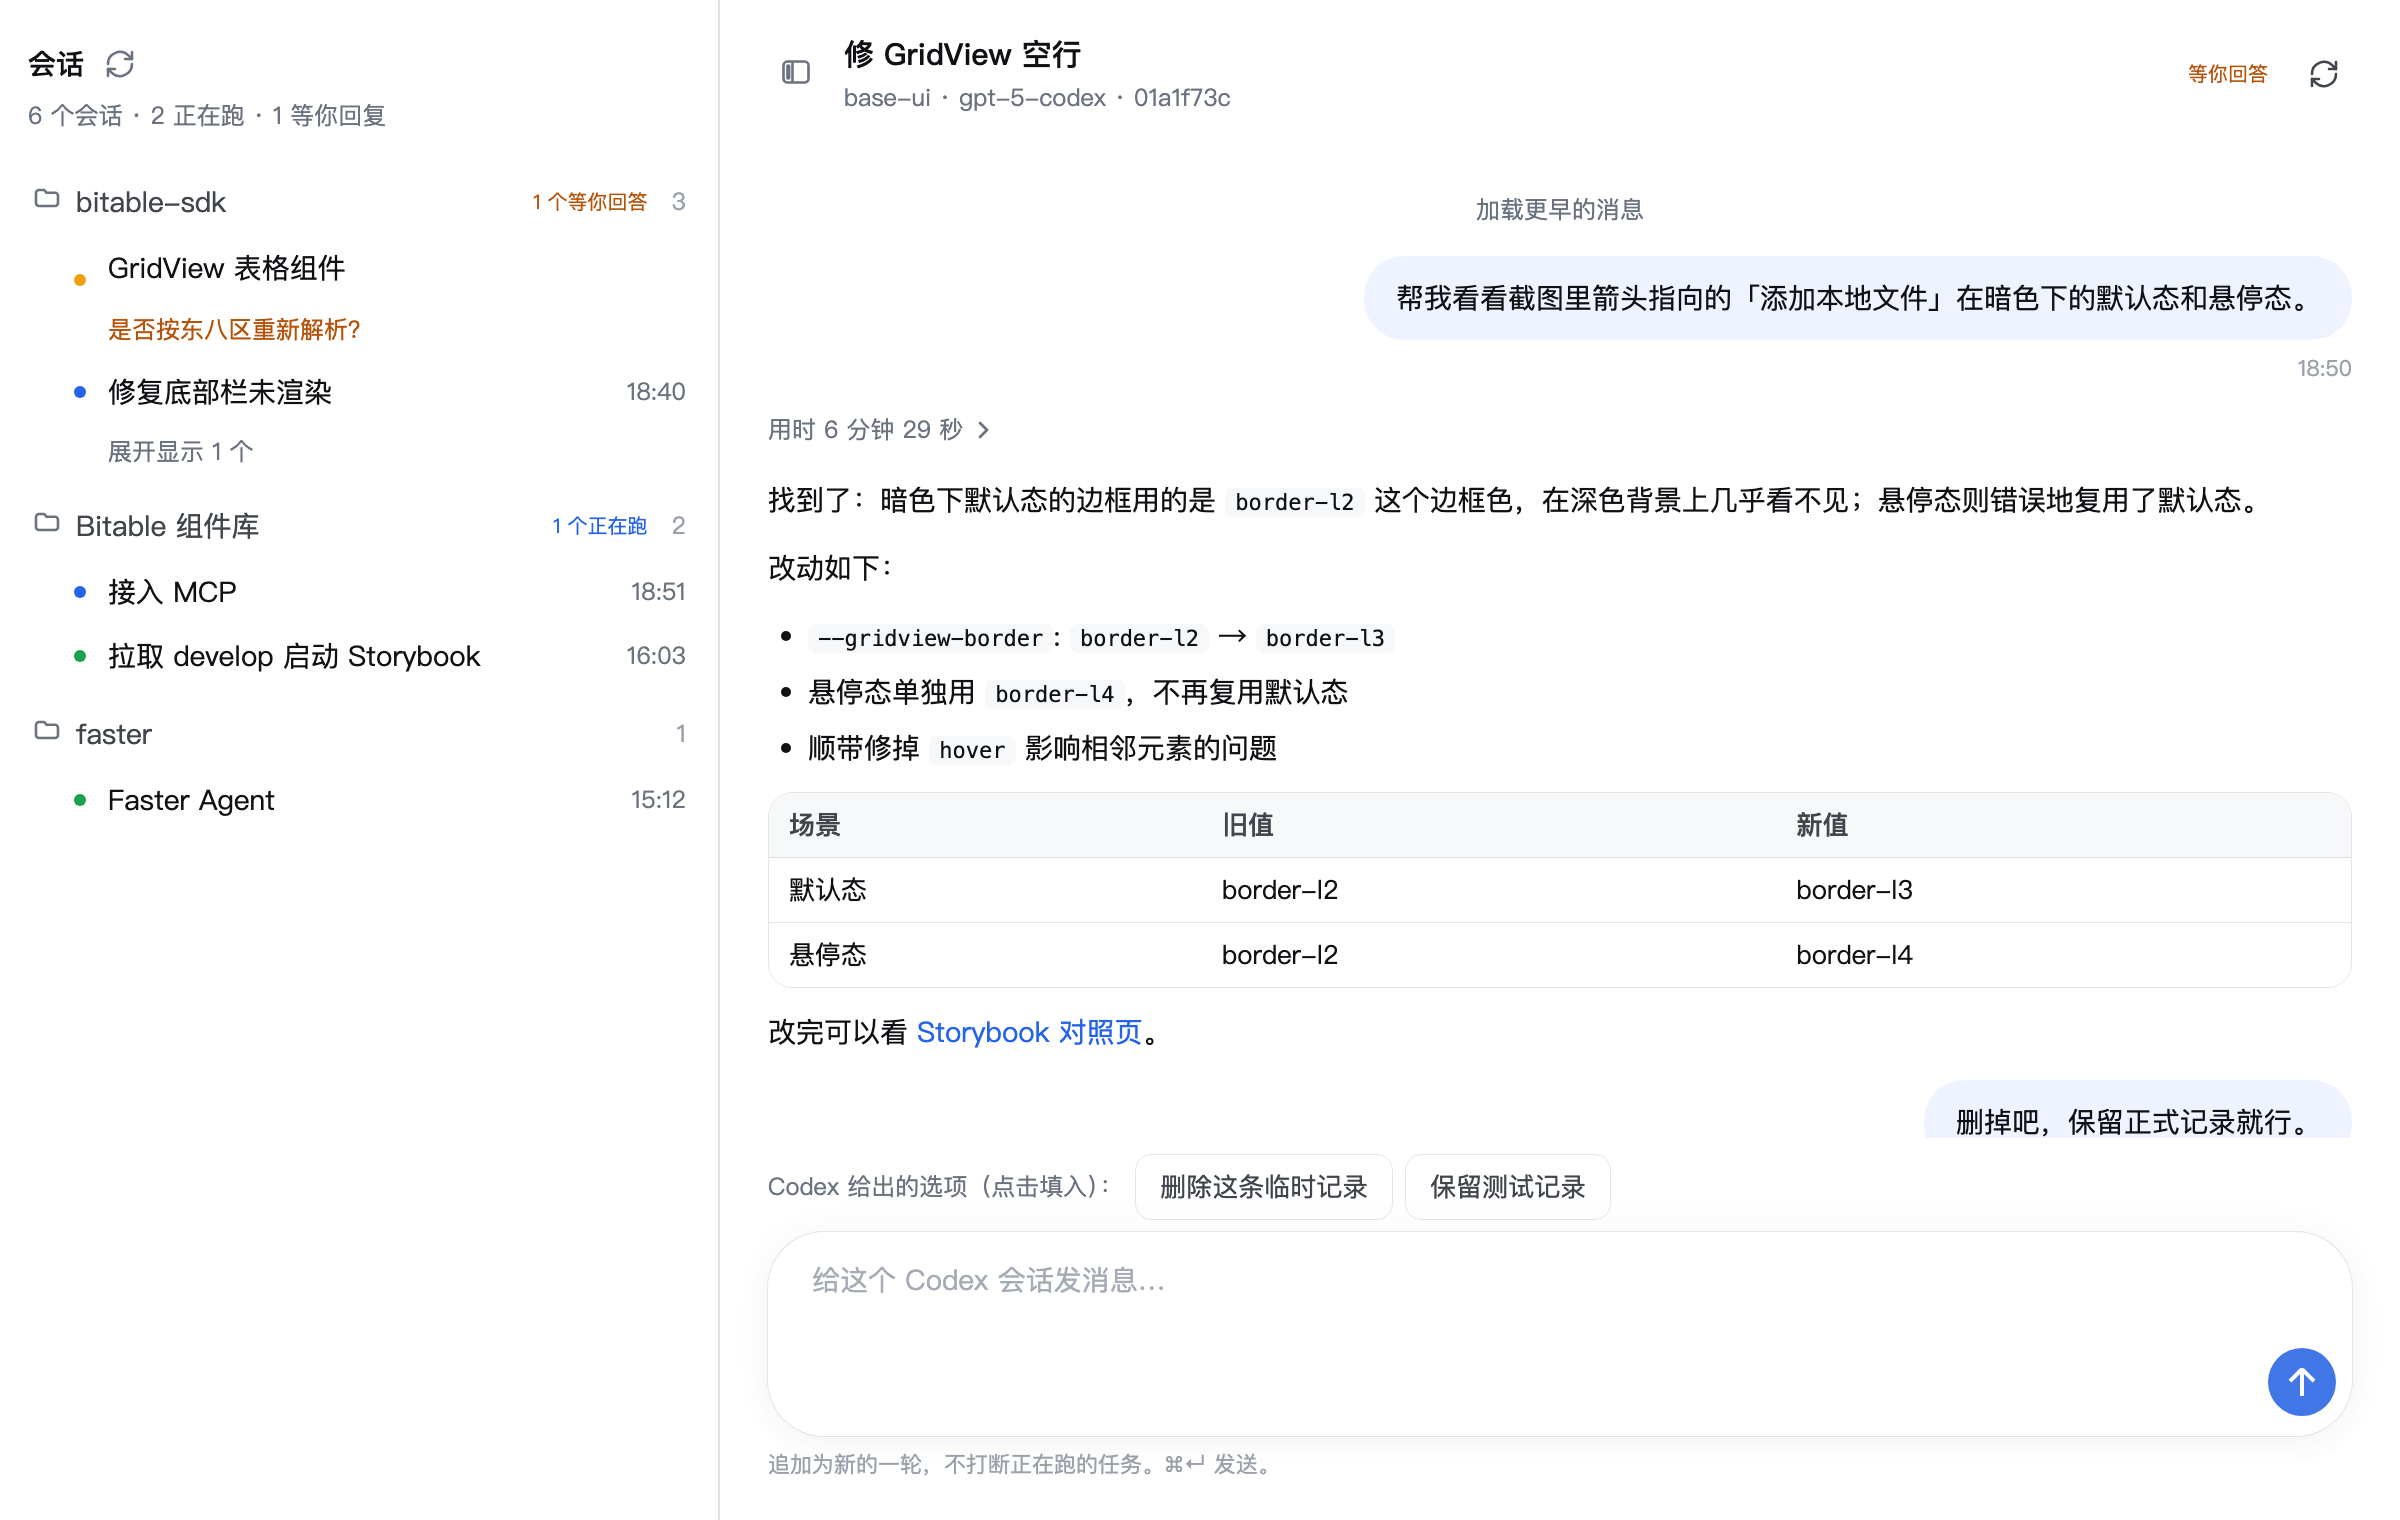 会话
6 个会话 · 2 正在跑 · 1 等你回复
bitable-sdk 1 个等你回答 3
GridView 表格组件
是否按东八区重新解析?
修复底部栏未渲染 18:40
展开显示 1 个
Bitable 组件库 1 个正在跑 2
接入 MCP 18:51
拉取 develop 启动 Storybook 16:03
faster 1
Faster Agent 15:12
修 GridView 空行
base-ui · gpt-5-codex · 01a1f73c
等你回答
加载更早的消息
帮我看看截图里箭头指向的「添加本地文件」在暗色下的默认态和悬停态。
18:50
用时 6 分钟 29 秒 >
找到了：暗色下默认态的边框用的是 border-l2 这个边框色，在深色背景上几乎看不见；悬停态则错误地复用了默认态。
改动如下：
• --gridview-border： border-l2 → border-l3
• 悬停态单独用 border-l4，不再复用默认态
• 顺带修掉 hover 影响相邻元素的问题
场景 旧值 新值
默认态 border-l2 border-l3
悬停态 border-l2 border-l4
改完可以看 Storybook 对照页。
删掉吧，保留正式记录就行。
Codex 给出的选项（点击填入）： 删除这条临时记录 保留测试记录
给这个 Codex 会话发消息…
追加为新的一轮，不打断正在跑的任务。⌘↵ 发送。